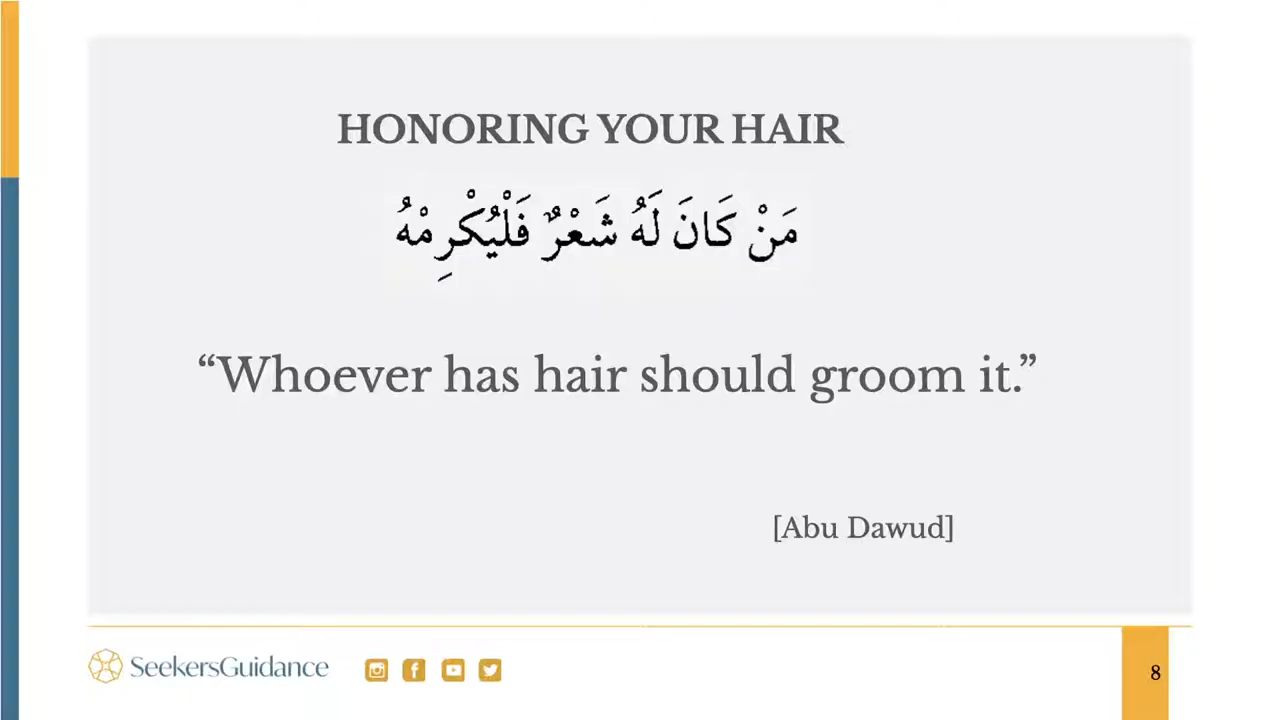 HONORING YOUR HAIR
مَنْ كَانَ لَهُ شَعْرٌ فَلْيُكْرِمْهُ
“Whoever has hair should groom it.”
[Abu Dawud]
SeekersGuidance
8